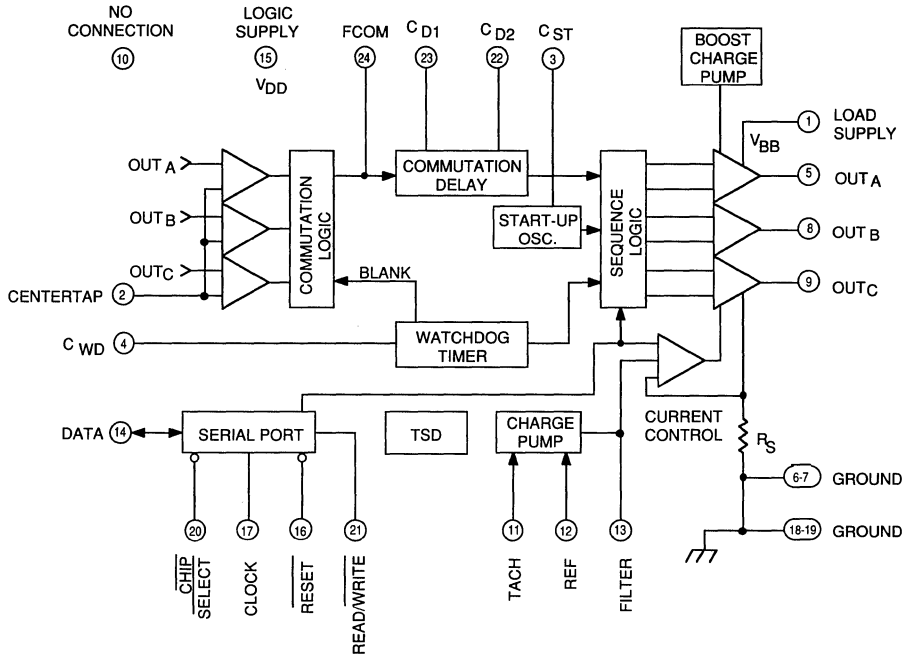 NO
CONNECTION
10
LOGIC
SUPPLY
15
VDD
FCOM
24
CD1
23
CD2
22
CST
3
BOOST
CHARGE
PUMP
1
LOAD
SUPPLY
VBB
OUTA
OUTB
OUTC
CENTERTAP
2
COMMUTATION
LOGIC
COMMUTATION
DELAY
START-UP
OSC.
SEQUENCE
LOGIC
5
OUTA
8
OUTB
9
OUTC
BLANK
CWD
4
WATCHDOG
TIMER
DATA
14
SERIAL PORT
TSD
CHARGE
PUMP
CURRENT
CONTROL
RS
6-7
GROUND
18-19
GROUND
20
17
16
21
11
12
13
CHIP
SELECT
CLOCK
RESET
READ/WRITE
TACH
REF
FILTER